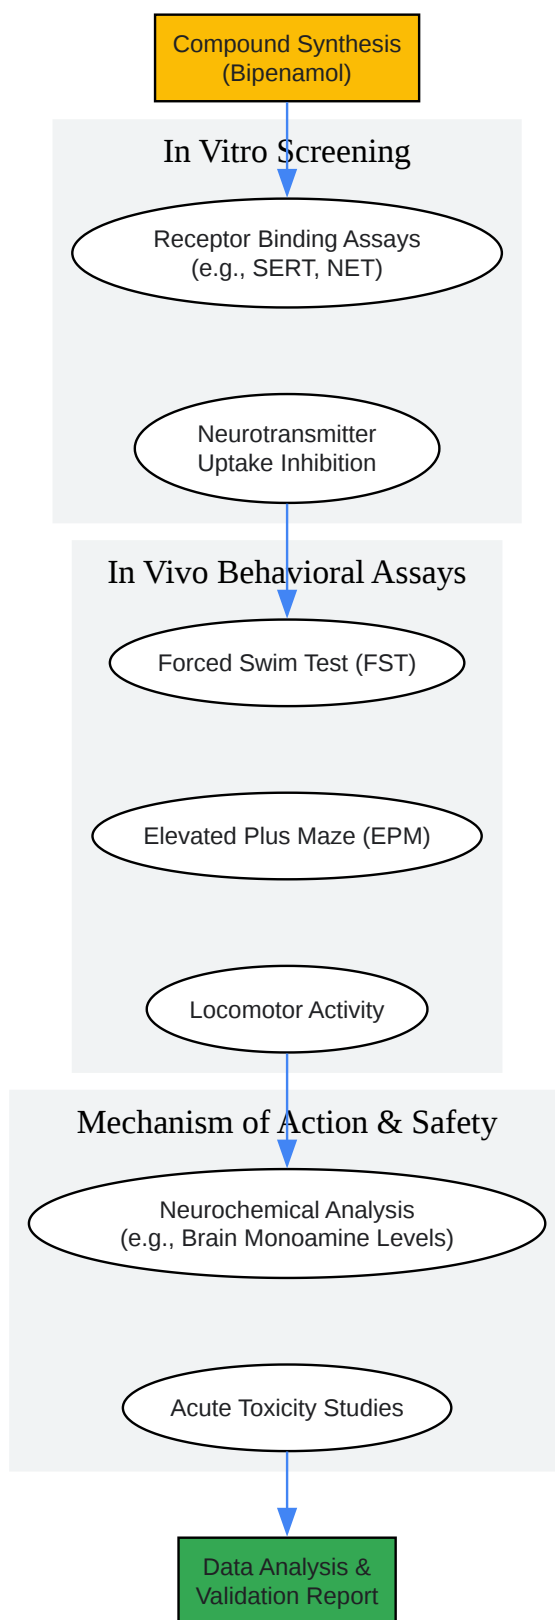 Compound Synthesis
(Bipenamol)
In Vitro Screening
Receptor Binding Assays
(e.g., SERT, NET)
Neurotransmitter
Uptake Inhibition
In Vivo Behavioral Assays
Forced Swim Test (FST)
Elevated Plus Maze (EPM)
Locomotor Activity
Mechanism of Action & Safety
Neurochemical Analysis
(e.g., Brain Monoamine Levels)
Acute Toxicity Studies
Data Analysis &
Validation Report